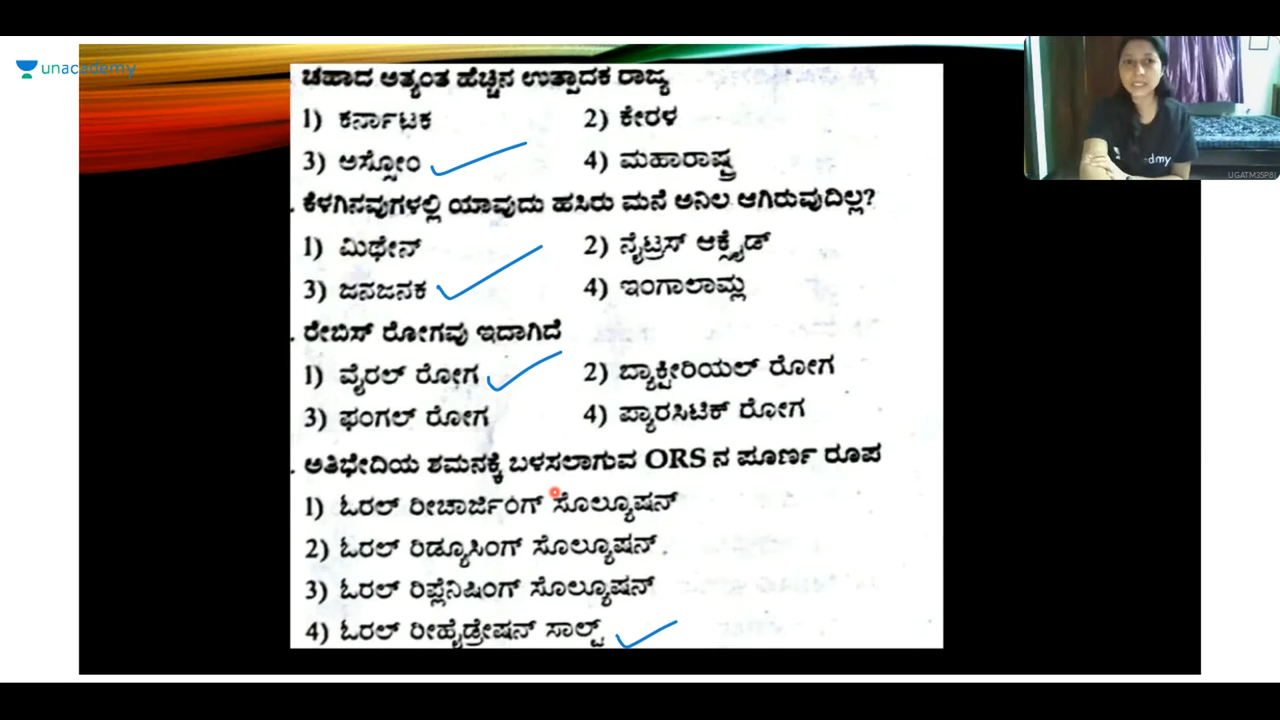 unacademy
ಚಹಾದ ಅತ್ಯಂತ ಹೆಚ್ಚಿನ ಉತ್ಪಾದಕ ರಾಜ್ಯ
1) ಕರ್ನಾಟಕ 2) ಕೇರಳ
3) ಅಸ್ಸೋಂ 4) ಮಹಾರಾಷ್ಟ್ರ
. ಕೆಳಗಿನವುಗಳಲ್ಲಿ ಯಾವುದು ಹಸಿರು ಮನೆ ಅನಿಲ ಆಗಿರುವುದಿಲ್ಲ?
1) ಮಿಥೇನ್ 2) ನೈಟ್ರಸ್ ಆಕ್ಸೈಡ್
3) ಜನಜನಕ 4) ಇಂಗಾಲಾಮ್ಲ
. ರೇಬಿಸ್ ರೋಗವು ಇದಾಗಿದೆ
1) ವೈರಲ್ ರೋಗ 2) ಬ್ಯಾಕ್ಟೀರಿಯಲ್ ರೋಗ
3) ಫಂಗಲ್ ರೋಗ 4) ಪ್ಯಾರಸಿಟಿಕ್ ರೋಗ
. ಅತಿಭೇದಿಯ ಶಮನಕ್ಕೆ ಬಳಸಲಾಗುವ ORS ನ ಪೂರ್ಣ ರೂಪ
1) ಓರಲ್ ರೀಚಾರ್ಜಿಂಗ್ ಸೊಲ್ಯೂಷನ್
2) ಓರಲ್ ರಿಡ್ಯೂಸಿಂಗ್ ಸೊಲ್ಯೂಷನ್
3) ಓರಲ್ ರಿಪ್ಲೆನಿಷಿಂಗ್ ಸೊಲ್ಯೂಷನ್
4) ಓರಲ್ ರೀಹೈಡ್ರೇಷನ್ ಸಾಲ್ಟ್
UGATM35P8I